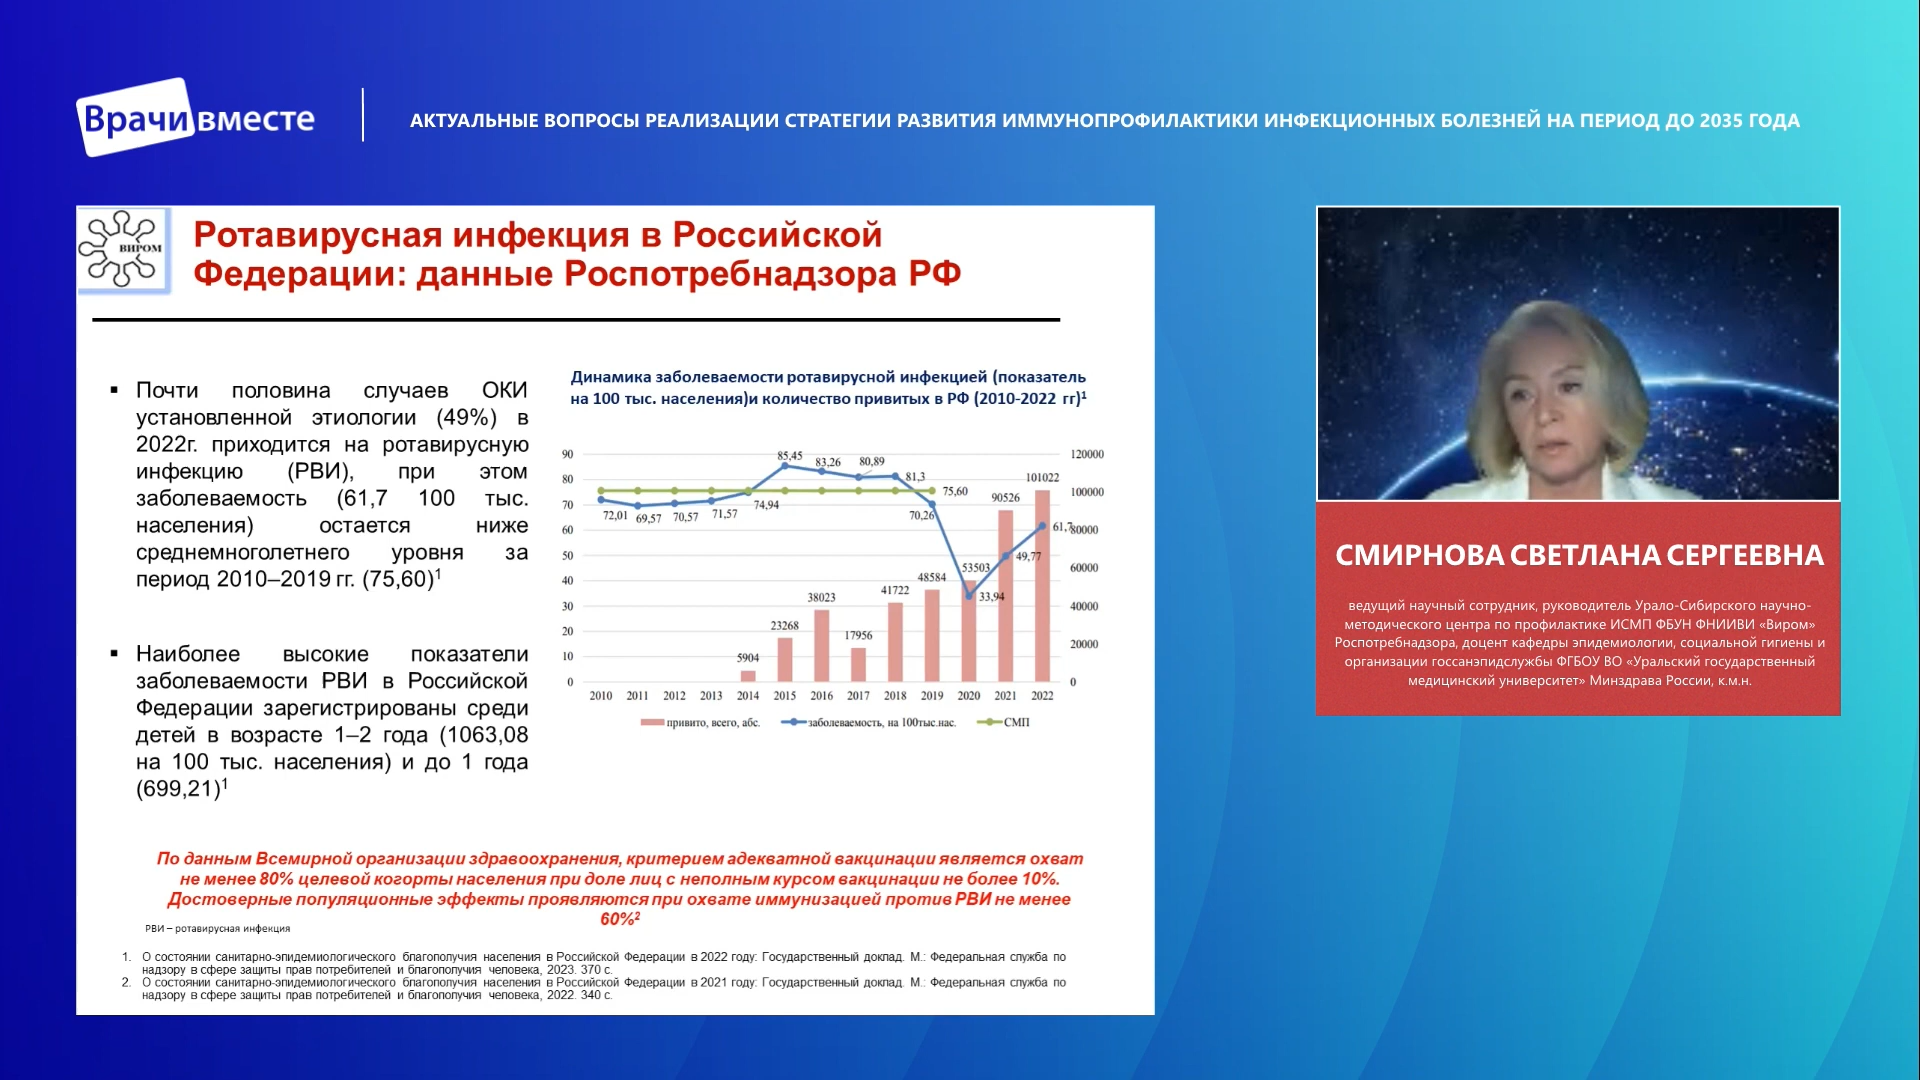 Врачи вместе
АКТУАЛЬНЫЕ ВОПРОСЫ РЕАЛИЗАЦИИ СТРАТЕГИИ РАЗВИТИЯ ИММУНОПРОФИЛАКТИКИ ИНФЕКЦИОННЫХ БОЛЕЗНЕЙ НА ПЕРИОД ДО 2035 ГОДА
ВИРОМ
Ротавирусная инфекция в Российской
Федерации: данные Роспотребнадзора РФ
▪ Почти половина случаев ОКИ
установленной этиологии (49%) в
2022г. приходится на ротавирусную
инфекцию (РВИ), при этом
заболеваемость (61,7 100 тыс.
населения) остается ниже
среднемноголетнего уровня за
период 2010–2019 гг. (75,60)1
▪ Наиболее высокие показатели
заболеваемости РВИ в Российской
Федерации зарегистрированы среди
детей в возрасте 1–2 года (1063,08
на 100 тыс. населения) и до 1 года
(699,21)1
Динамика заболеваемости ротавирусной инфекцией (показатель
на 100 тыс. населения)и количество привитых в РФ (2010-2022 гг)1
90 85,45 83,26 80,89 120000
80 81,3 101022
75,60 90526 100000
70 72,01 69,57 70,57 71,57 74,94 70,26
60 61,7 80000
50 49,77 60000
53503
40 38023 41722 48584 33,94
30 40000
20 23268 17956 20000
10 5904
0 0
2010 2011 2012 2013 2014 2015 2016 2017 2018 2019 2020 2021 2022
привито, всего, абс. заболеваемость, на 100тыс.нас. СМП
По данным Всемирной организации здравоохранения, критерием адекватной вакцинации является охват
не менее 80% целевой когорты населения при доле лиц с неполным курсом вакцинации не более 10%.
Достоверные популяционные эффекты проявляются при охвате иммунизацией против РВИ не менее
60%2
РВИ – ротавирусная инфекция
1. О состоянии санитарно-эпидемиологического благополучия населения в Российской Федерации в 2022 году: Государственный доклад. М.: Федеральная служба по
надзору в сфере защиты прав потребителей и благополучия человека, 2023. 370 с.
2. О состоянии санитарно-эпидемиологического благополучия населения в Российской Федерации в 2021 году: Государственный доклад. М.: Федеральная служба по
надзору в сфере защиты прав потребителей и благополучия человека, 2022. 340 с.
СМИРНОВА СВЕТЛАНА СЕРГЕЕВНА
ведущий научный сотрудник, руководитель Урало-Сибирского научно-
методического центра по профилактике ИСМП ФБУН ФНИИВИ «Виром»
Роспотребнадзора, доцент кафедры эпидемиологии, социальной гигиены и
организации госсанэпидслужбы ФГБОУ ВО «Уральский государственный
медицинский университет» Минздрава России, к.м.н.